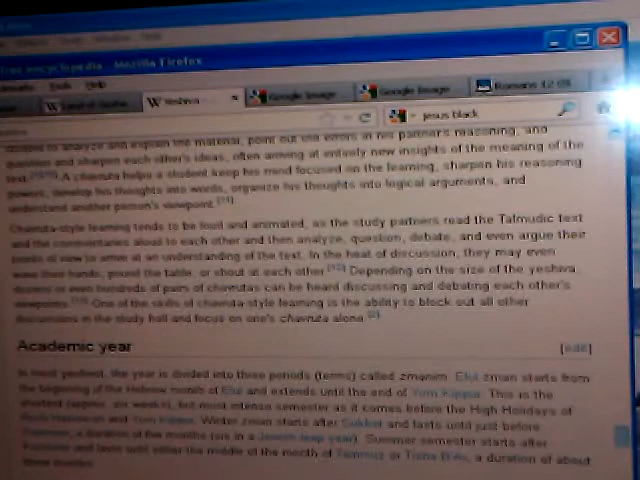 encyclopedia - Mozilla Firefox
Tools Help
Yeshiva Google Image Google Image Romans 12
jesus black
student to analyze and explain the material, point out the errors in his partner's reasoning, and
question and sharpen each other's ideas, often arriving at entirely new insights of the meaning of the
text. A chavruta helps a student keep his mind focused on the learning, sharpen his reasoning
powers, develop his thoughts into words, organize his thoughts into logical arguments, and
understand another person's viewpoint.
Chavruta-style learning tends to be loud and animated, as the study partners read the Talmudic text
and the commentaries aloud to each other and then analyze, question, debate, and even argue their
points of view to arrive at an understanding of the text. In the heat of discussion, they may even
wave their hands, pound the table, or shout at each other. Depending on the size of the yeshiva,
dozens or even hundreds of pairs of chavrutas can be heard discussing and debating each other's
viewpoints. One of the skills of chavruta-style learning is the ability to block out all other
discussions in the study hall and focus on one's chavruta alone.
Academic year [edit]
In most yeshivot, the year is divided into three periods (terms) called zmanim. Elul zman starts from
the beginning of the Hebrew month of Elul and extends until the end of Yom Kippur. This is the
shortest (approx. six weeks), but most intense semester as it comes before the High Holidays of
Rosh Hashanah and Yom Kippur. Winter zman starts after Sukkot and lasts until just before
Passover, a duration of five months (six in a Jewish leap year). Summer semester starts after
Passover and lasts until either the middle of the month of Tammuz or Tisha B'Av, a duration of about
three months.